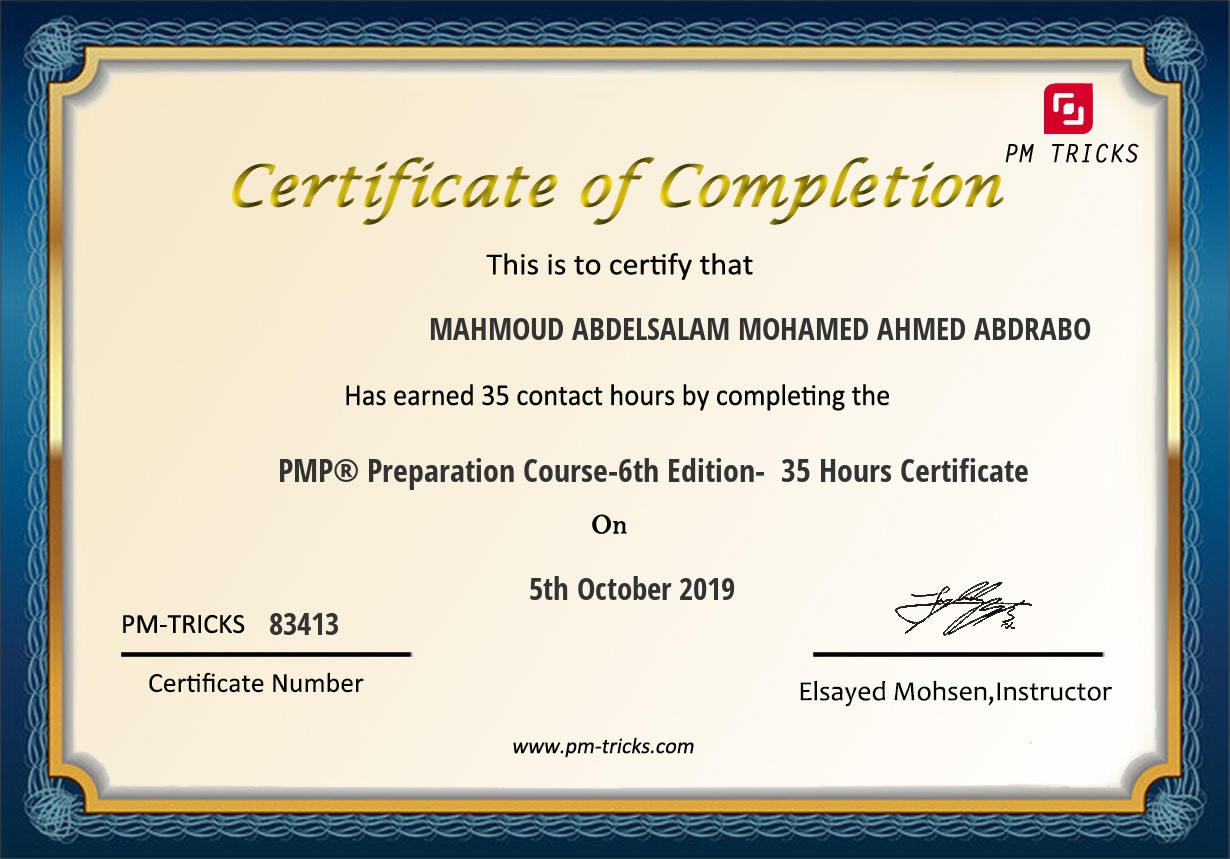 PM TRICKS
Certificate of Completion
This is to certify that
MAHMOUD ABDELSALAM MOHAMED AHMED ABDRABO
Has earned 35 contact hours by completing the
PMP® Preparation Course-6th Edition-  35 Hours Certificate
On
5th October 2019
PM-TRICKS 83413
Certificate Number
Elsayed Mohsen,Instructor
www.pm-tricks.com